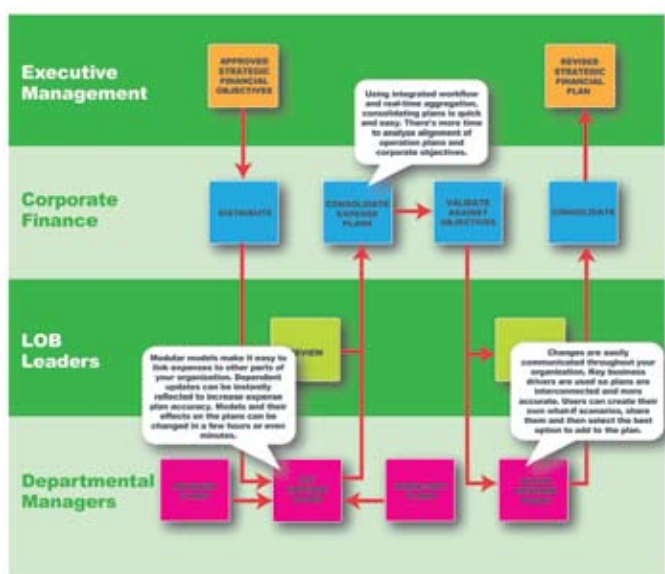 Executive
Management
APPROVED
STRATEGIC
FINANCIAL
OBJECTIVES
REVISED
STRATEGIC
FINANCIAL
PLAN
Using integrated workflow
and real-time aggregation,
consolidating plans is quick
and easy. There's more time
to analyze alignment of
operation plans and
corporate objectives.
Corporate
Finance
DISTRIBUTE
CONSOLIDATE
EXPENSE
PLANS
VALIDATE
AGAINST
OBJECTIVES
CONSOLIDATE
LOB
Leaders
Modular models make it easy to
link expenses to other parts of
your organization. Dependent
updates can be instantly
reflected to increase expense
plan accuracy. Models and their
effects on the plans can be
changed in a few hours or even
minutes.
Changes are easily
communicated throughout your
organization. Key business
drivers are used so plans are
interconnected and more
accurate. Users can create their
own what-if scenarios, share
them and then select the best
option to add to the plan.
Departmental
Managers